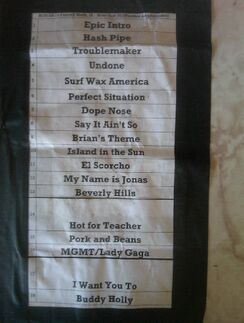 Epic Intro
Hash Pipe
Troublemaker
Undone
Surf Wax America
Perfect Situation
Dope Nose
Say It Ain't So
Brian's Theme
Island in the Sun
El Scorcho
My Name is Jonas
Beverly Hills
Hot for Teacher
Pork and Beans
MGMT/Lady Gaga
I Want You To
Buddy Holly